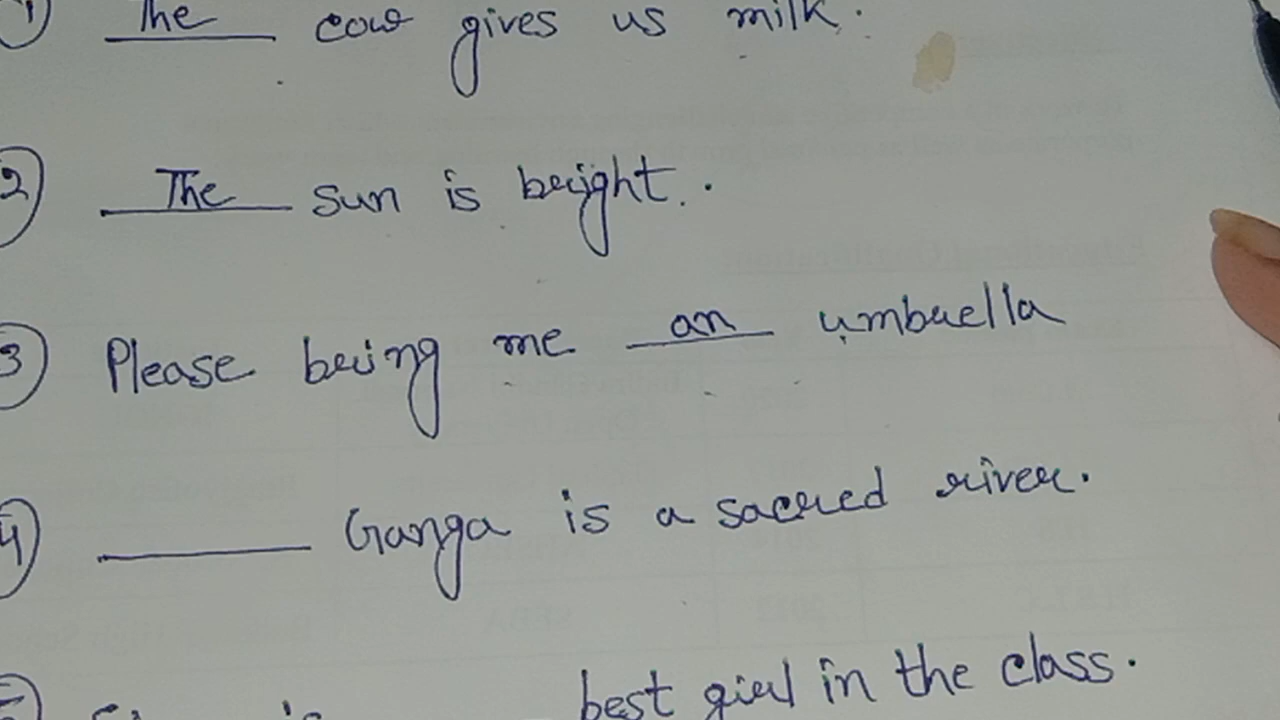 1) The cow gives us milk.
2) The sun is bright.
3) Please bring me an umbrella
4) ______ Ganga is a sacred river.
best girl in the class.